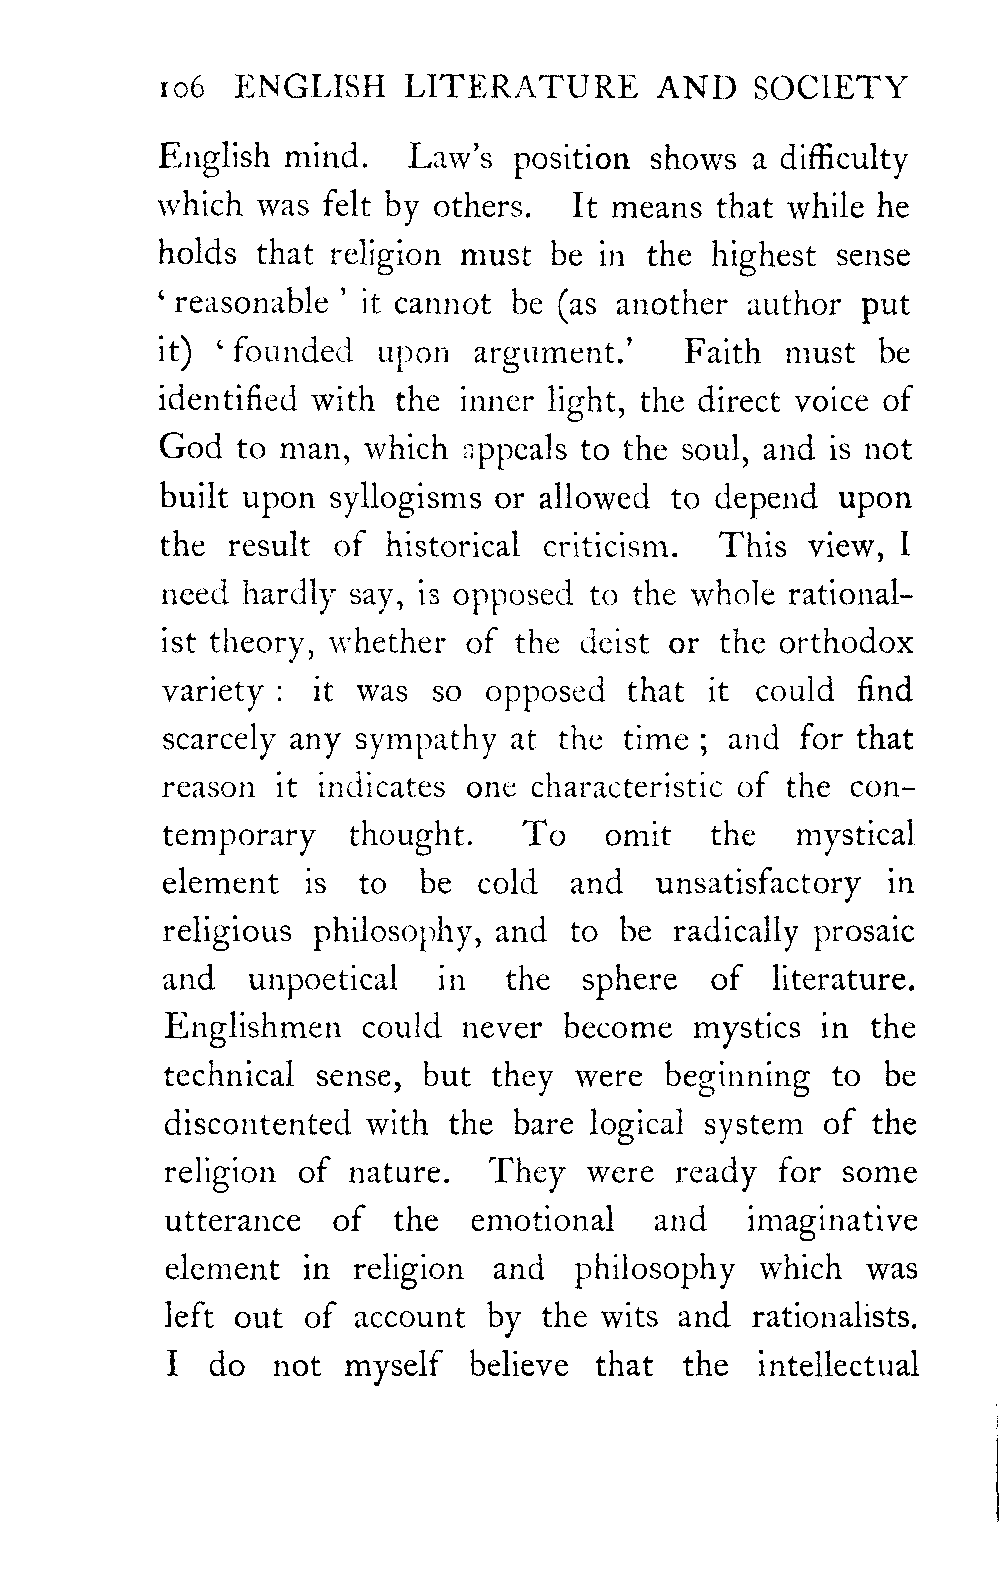 106 ENGLISH LITERATURE AND SOCIETY
English mind. Law's position shows a difficulty
which was felt by others. It means that while he
holds that religion must be in the highest sense
‘ reasonable ’ it cannot be (as another author put
it) ‘ founded upon argument.’ Faith must be
identified with the inner light, the direct voice of
God to man, which appeals to the soul, and is not
built upon syllogisms or allowed to depend upon
the result of historical criticism. This view, I
need hardly say, is opposed to the whole rational-
ist theory, whether of the deist or the orthodox
variety : it was so opposed that it could find
scarcely any sympathy at the time ; and for that
reason it indicates one characteristic of the con-
temporary thought. To omit the mystical
element is to be cold and unsatisfactory in
religious philosophy, and to be radically prosaic
and unpoetical in the sphere of literature.
Englishmen could never become mystics in the
technical sense, but they were beginning to be
discontented with the bare logical system of the
religion of nature. They were ready for some
utterance of the emotional and imaginative
element in religion and philosophy which was
left out of account by the wits and rationalists.
I do not myself believe that the intellectual